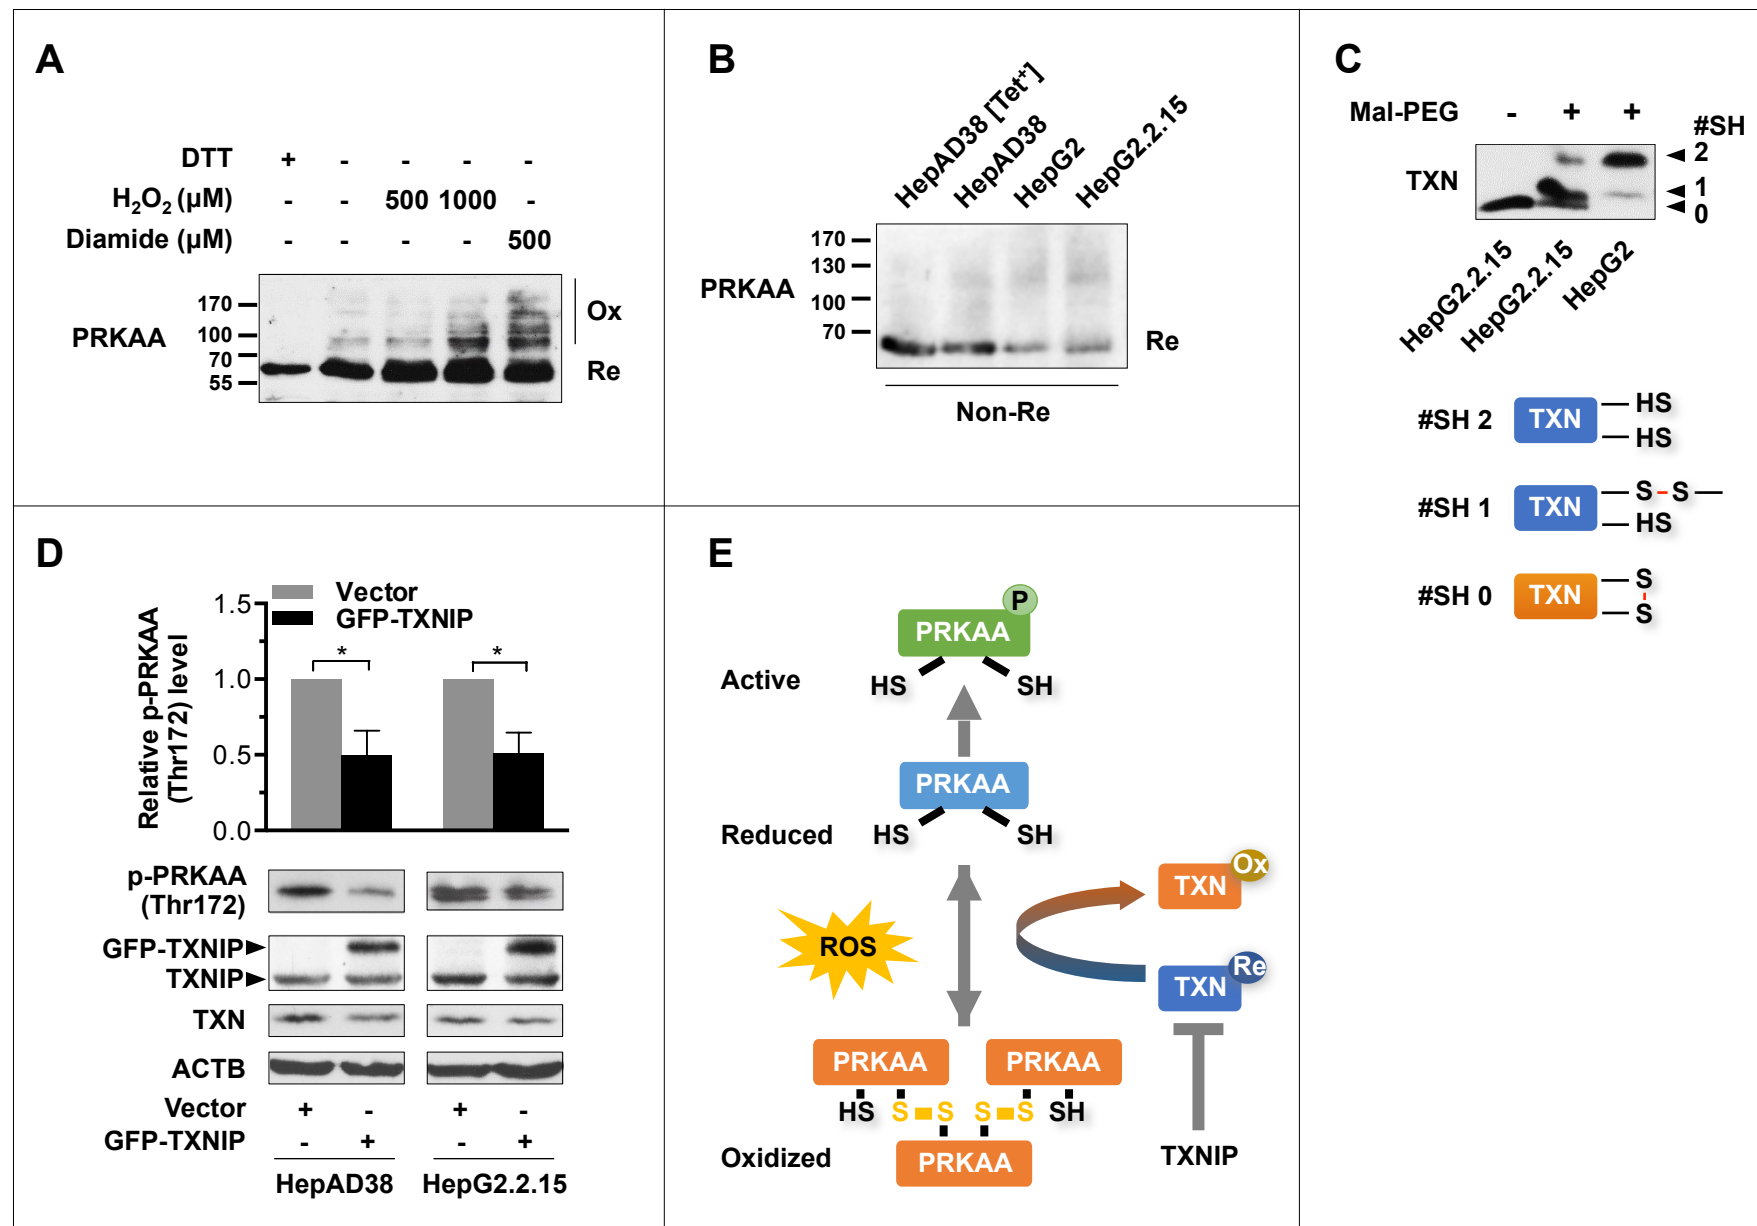 A
DTT + - - - -
H2O2 (µM) - - 500 1000 -
Diamide (µM) - - - - 500
170
100
70
55
PRKAA
Ox
Re
B
HepAD38 [Tet+]
HepAD38
HepG2
HepG2.2.15
170
130
100
70
PRKAA
Re
Non-Re
C
Mal-PEG - + +
#SH
2
1
0
TXN
HepG2.2.15
HepG2.2.15
HepG2
#SH 2 TXN HS
HS
#SH 1 TXN S S
HS
#SH 0 TXN S
S
D
Vector
GFP-TXNIP
Relative p-PRKAA
(Thr172) level
1.5
1.0
0.5
0.0
* *
p-PRKAA
(Thr172)
GFP-TXNIP
TXNIP
TXN
ACTB
Vector + - + -
GFP-TXNIP - + - +
HepAD38 HepG2.2.15
E
P
PRKAA
Active HS SH
PRKAA
Reduced HS SH
ROS
TXN Ox
TXN Re
PRKAA PRKAA
HS S S S S SH
Oxidized PRKAA
TXNIP